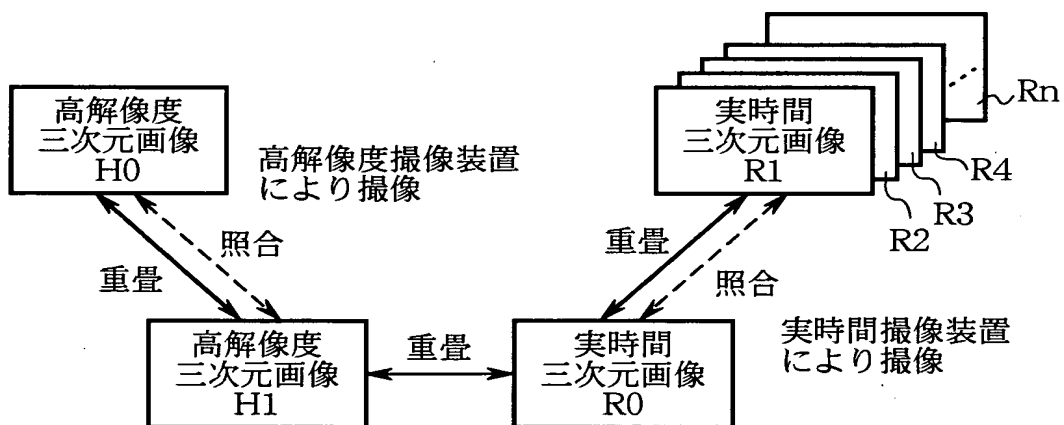 高解像度
三次元画像
H0
高解像度撮像装置
により撮像
実時間
三次元画像
R1
Rn
R4
R3
R2
照合
重畳
重畳
照合
高解像度
三次元画像
H1
重畳
実時間
三次元画像
R0
実時間撮像装置
により撮像